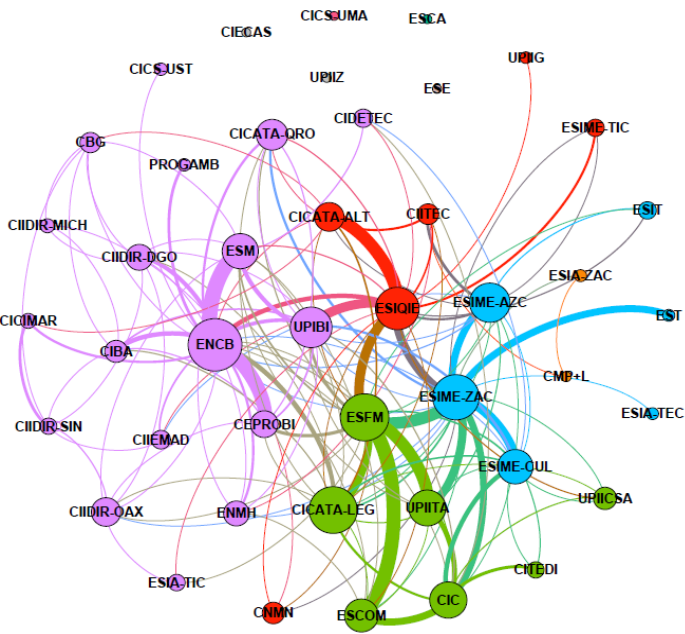 CICS-UMA
ESCA
CIECAS
UPIIG
CICS-UST
UPIIZ
ESE
CICATA-QRO
CIDETEC
ESIME-TIC
CBG
PROGAMB
CICATA-ALT
CIITEC
ESIT
CIIDIR-MICH
CIIDIR-DGO
ESM
ESIA-ZAC
ESIME-AZC
ESIQIE
CICIMAR
UPIBI
EST
ENCB
CIBA
CMP+L
ESIME-ZAC
ESIA-TEC
CIIDIR-SIN
CIIEMAD
CEPROBI
ESFM
ESIME-CUL
UPIICSA
CIIDIR-OAX
ENMH
CICATA-LEG
UPIITA
CITEDI
ESIA-TIC
CIC
CNMN
ESCOM